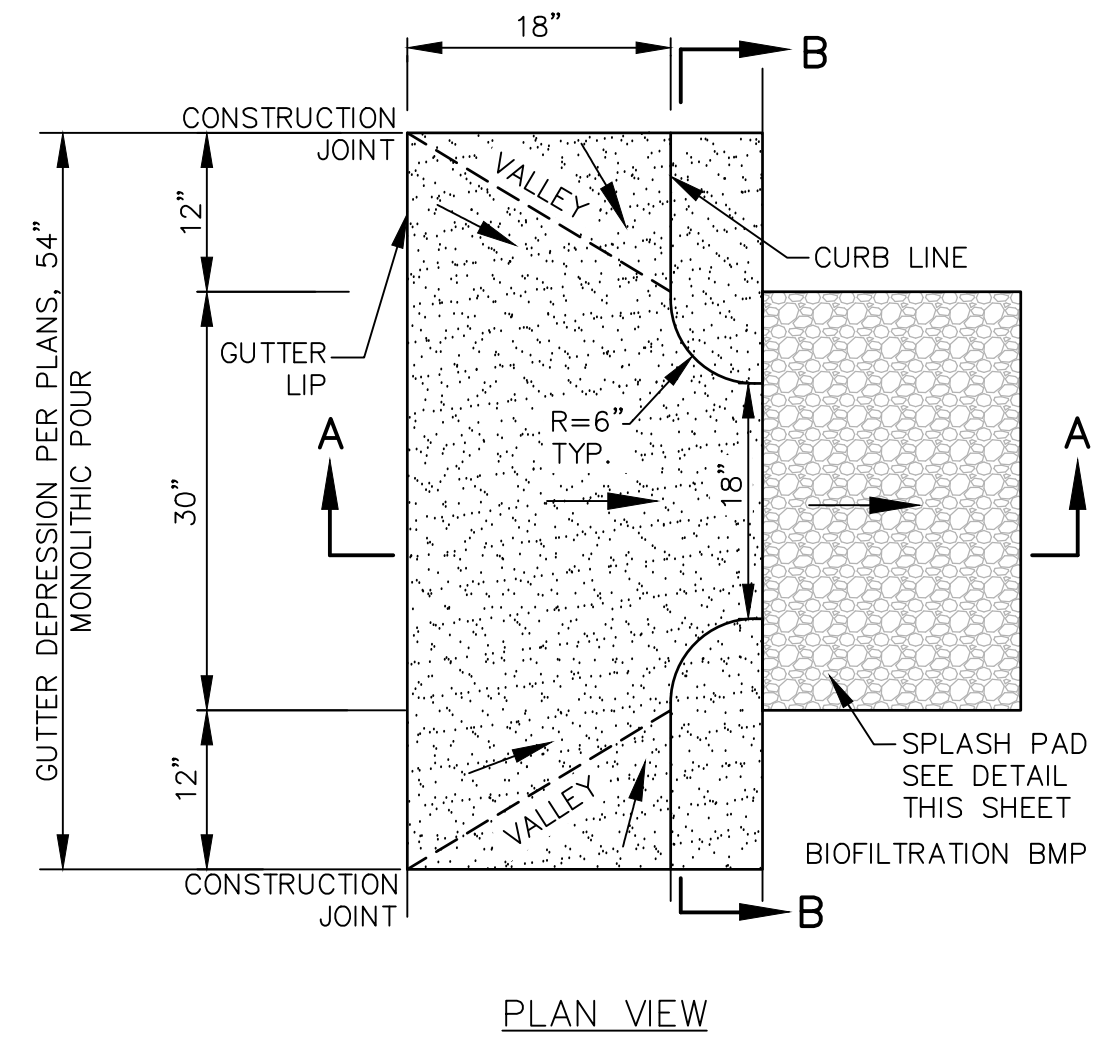 18”
B
CONSTRUCTION
JOINT
VALLEY
12”
CURB LINE
GUTTER DEPRESSION PER PLANS, 54”
MONOLITHIC POUR
GUTTER
LIP
R=6”
TYP.
A
A
30”
18”
12”
VALLEY
SPLASH PAD
SEE DETAIL
THIS SHEET
BIOFILTRATION BMP
CONSTRUCTION
JOINT
B
PLAN VIEW